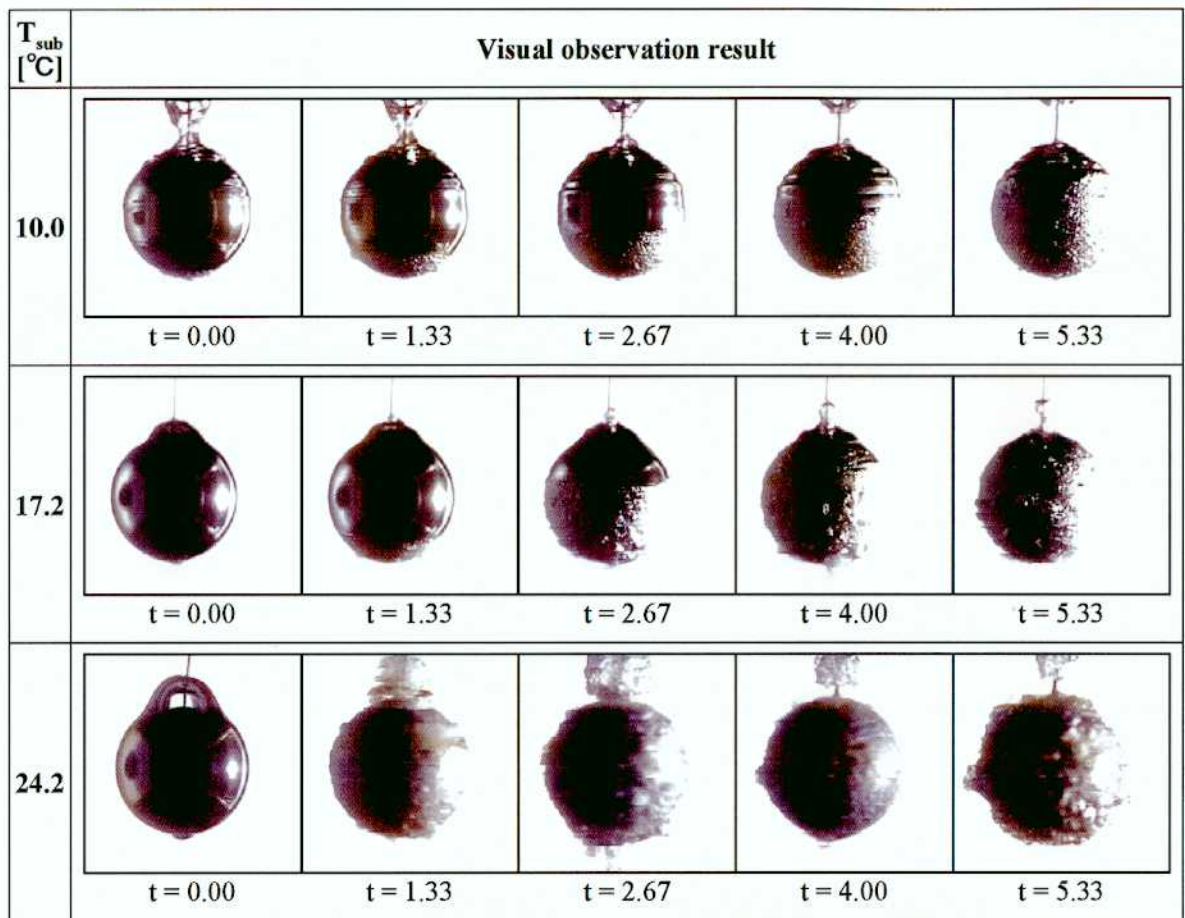 T_sub [°C]
Visual observation result
10.0
t = 0.00 t = 1.33 t = 2.67 t = 4.00 t = 5.33
17.2
t = 0.00 t = 1.33 t = 2.67 t = 4.00 t = 5.33
24.2
t = 0.00 t = 1.33 t = 2.67 t = 4.00 t = 5.33